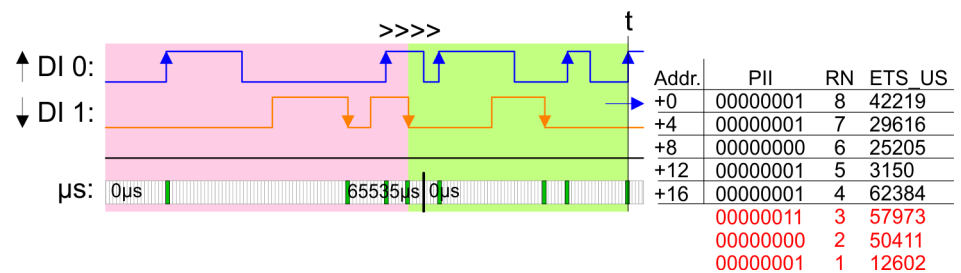 >>>> t
DI 0:
DI 1:
µs: 0µs 65535µs 0µs
Addr. PII RN ETS_US
+0 00000001 8 42219
+4 00000001 7 29616
+8 00000000 6 25205
+12 00000001 5 3150
+16 00000001 4 62384
00000011 3 57973
00000000 2 50411
00000001 1 12602